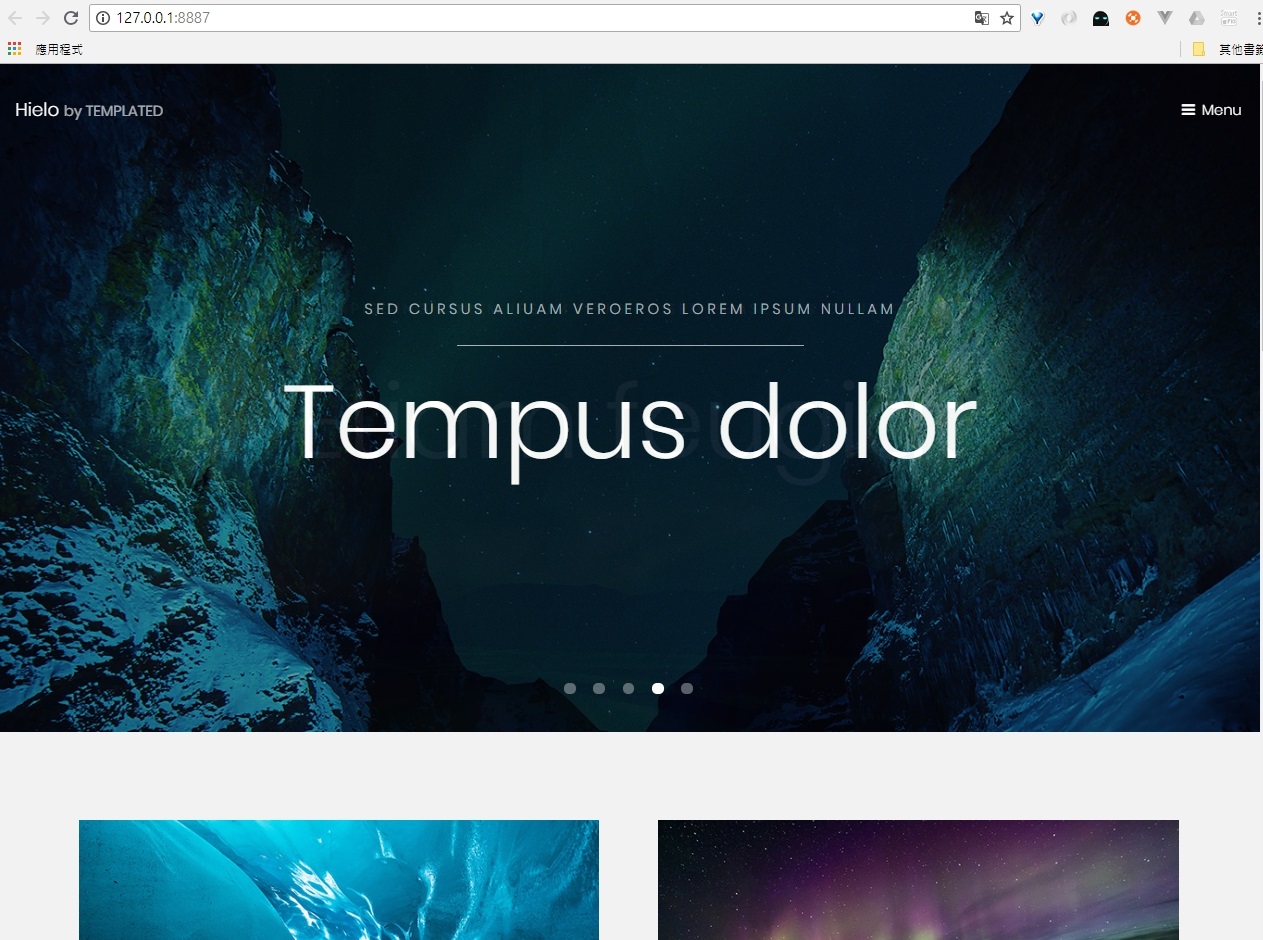 127.0.0.1:8887
應用程式
其他書籤
Hielo by TEMPLATED
Menu
SED CURSUS ALIUAM VEROEROS LOREM IPSUM NULLAM
Tempus dolor